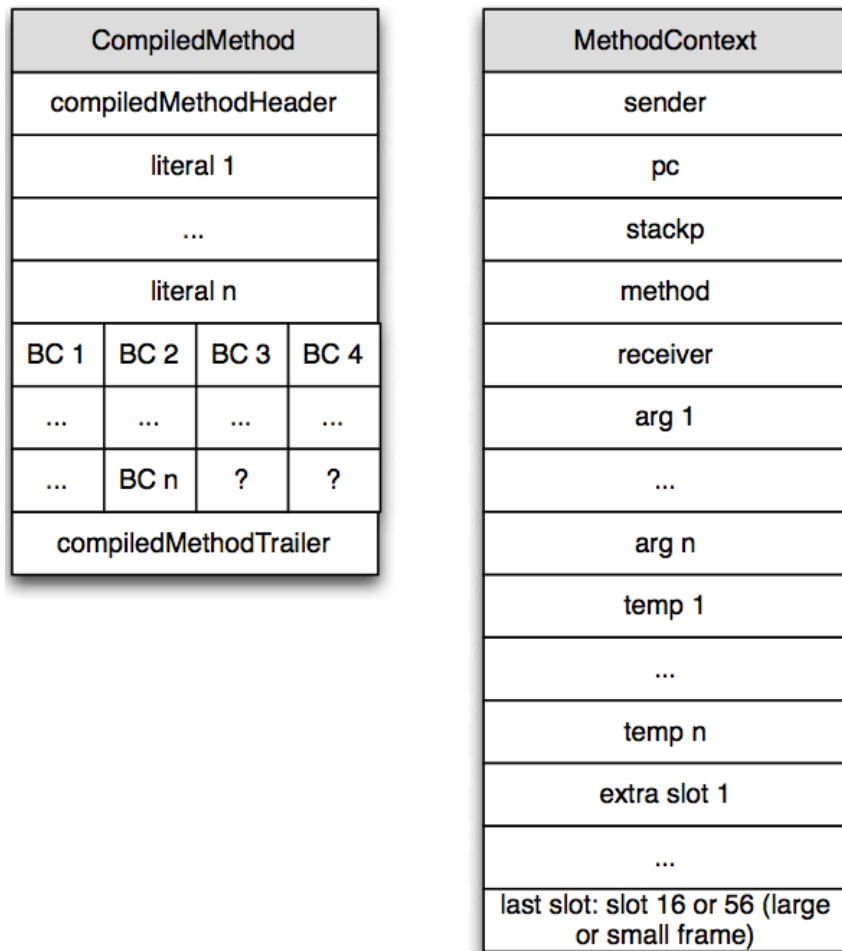 CompiledMethod
compiledMethodHeader
literal 1
...
literal n
BC 1 BC 2 BC 3 BC 4
... ... ... ...
... BC n ? ?
compiledMethodTrailer
MethodContext
sender
pc
stackp
method
receiver
arg 1
...
arg n
temp 1
...
temp n
extra slot 1
...
last slot: slot 16 or 56 (large
or small frame)